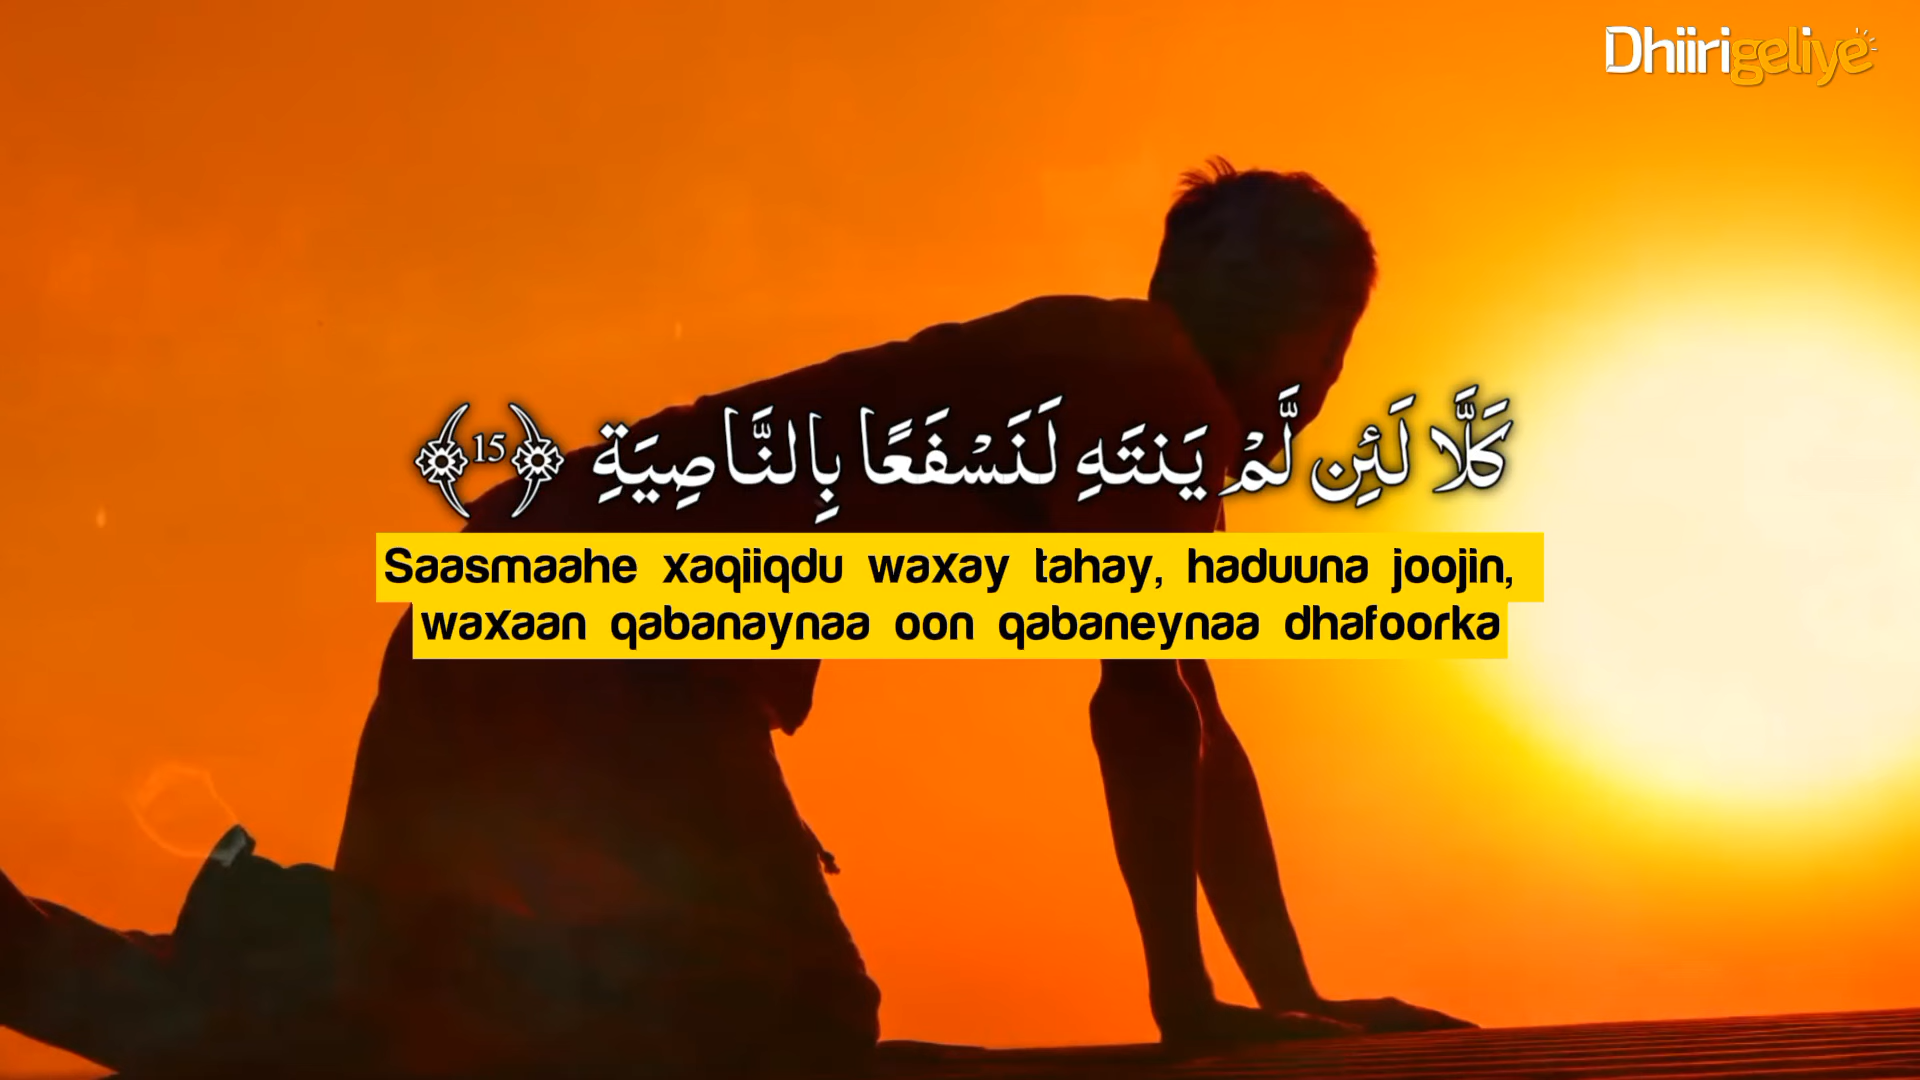 Dhiirigeliye
كَلَّا لَئِن لَّمْ يَنتَهِ لَنَسْفَعًا بِالنَّاصِيَةِ ﴿15﴾
Saasmaahe xaqiiqdu waxay tahay, haduuna joojin,
waxaan qabanaynaa oon qabaneynaa dhafoorka